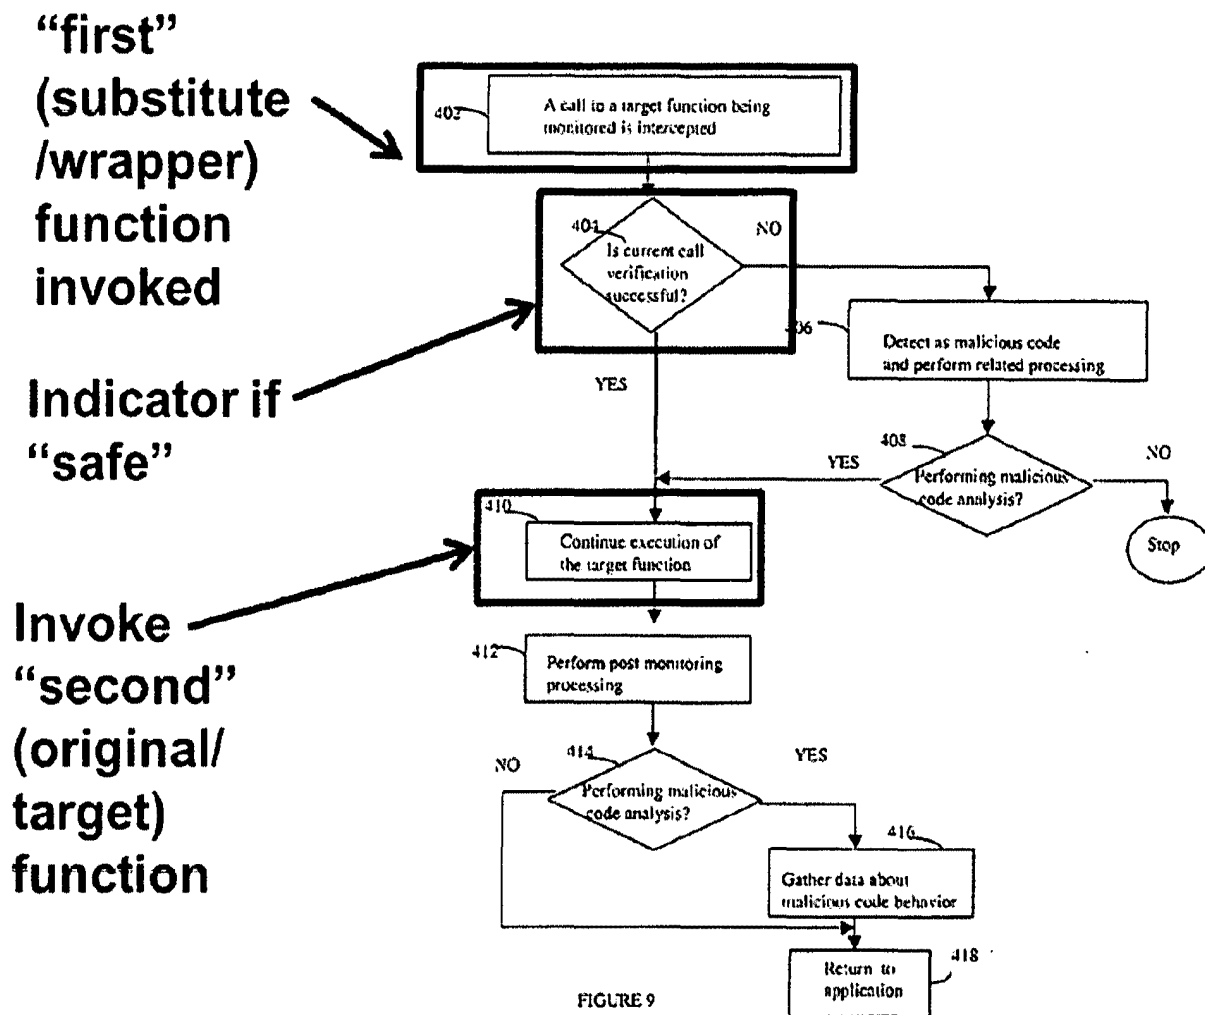 “first”
(substitute
/wrapper)
function
invoked
Indicator if
“safe”
Invoke
“second”
(original/
target)
function
402
A call to a target function being
monitored is intercepted
404
Is current call
verification
successful?
NO
YES
406
Detect as malicious code
and perform related processing
408
Performing malicious
code analysis?
YES
NO
Stop
410
Continue execution of
the target function
412
Perform post monitoring
processing
414
Performing malicious
code analysis?
NO
YES
416
Gather data about
malicious code behavior
418
Return to
application
FIGURE 9